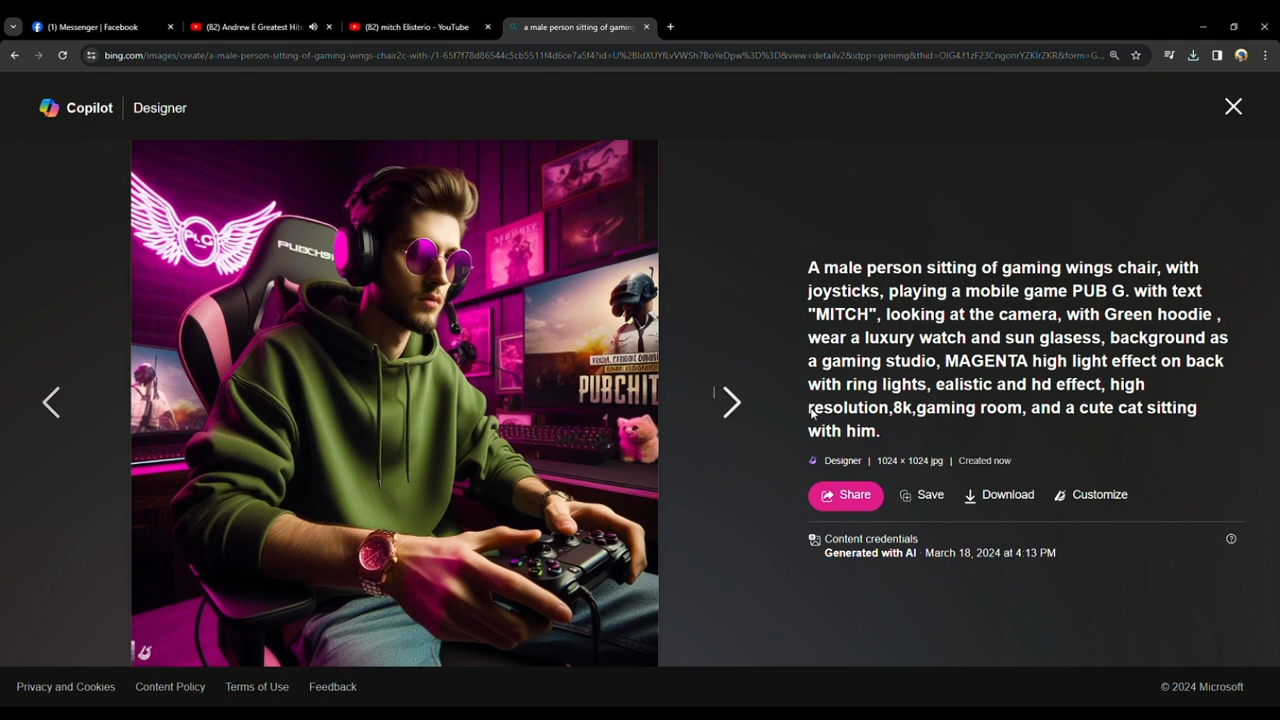 (1) Messenger | Facebook
(82) Andrew E Greatest Hits
(82) mitch Elisterio - YouTube
a male person sitting of gaming
bing.com/images/create/a-male-person-sitting-of-gaming-wings-chair2c-with-/1-65f7f78d86544c5cb5511f4d6ce7a5f4?id=U%2BIdXUYfLvVWSh7BoYeDpw%3D%3D&view=detailv2&idpp=genimg&thid=OIG4.f1zF23CngonrYZKIrZKR&form=G...
Copilot | Designer
PUBCH
PUBCHIT
A male person sitting of gaming wings chair, with
joysticks, playing a mobile game PUB G. with text
"MITCH", looking at the camera, with Green hoodie ,
wear a luxury watch and sun glasess, background as
a gaming studio, MAGENTA high light effect on back
with ring lights, ealistic and hd effect, high
resolution,8k,gaming room, and a cute cat sitting
with him.
Designer | 1024 × 1024 jpg | Created now
Share Save Download Customize
Content credentials
Generated with AI · March 18, 2024 at 4:13 PM
Privacy and Cookies Content Policy Terms of Use Feedback © 2024 Microsoft